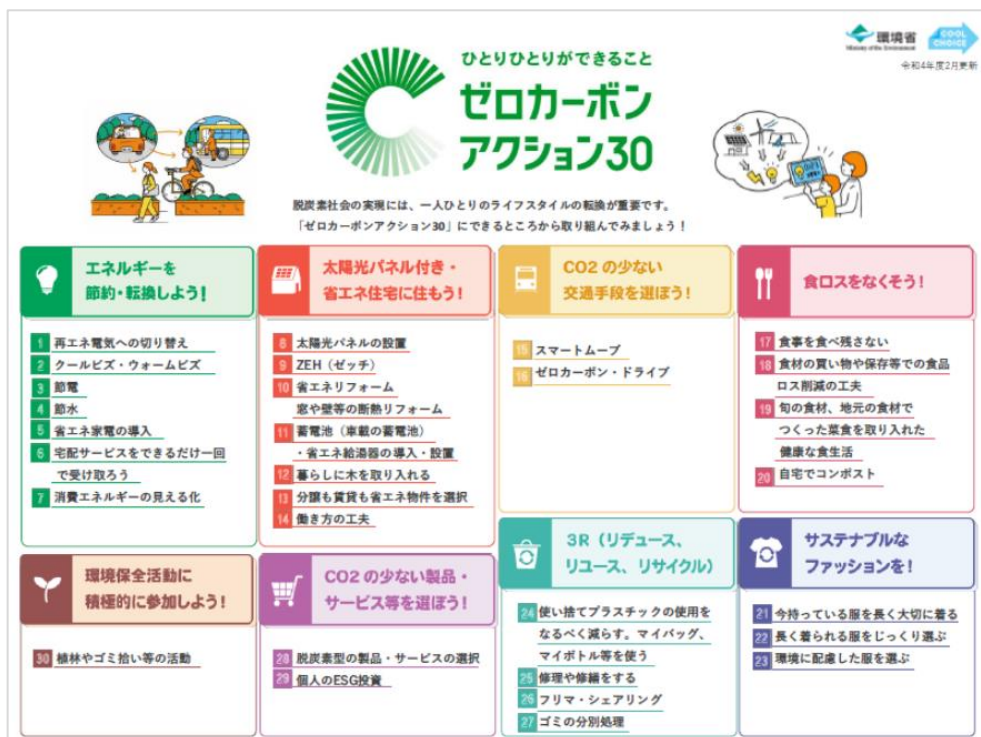 環境省
Ministry of the Environment
COOL
CHOICE
令和4年度2月更新
ひとりひとりができること
ゼロカーボン
アクション30
脱炭素社会の実現には、一人ひとりのライフスタイルの転換が重要です。
「ゼロカーボンアクション30」にできるところから取り組んでみましょう！
エネルギーを
節約・転換しよう！
1 再エネ電気への切り替え
2 クールビズ・ウォームビズ
3 節電
4 節水
5 省エネ家電の導入
6 宅配サービスをできるだけ一回
で受け取ろう
7 消費エネルギーの見える化
太陽光パネル付き・
省エネ住宅に住もう！
8 太陽光パネルの設置
9 ZEH（ゼッチ）
10 省エネリフォーム
窓や壁等の断熱リフォーム
11 蓄電池（車載の蓄電池）
・省エネ給湯器の導入・設置
12 暮らしに木を取り入れる
13 分譲も賃貸も省エネ物件を選択
14 働き方の工夫
CO2の少ない
交通手段を選ぼう！
15 スマートムーブ
16 ゼロカーボン・ドライブ
食ロスをなくそう！
17 食事を食べ残さない
18 食材の買い物や保存等での食品
ロス削減の工夫
19 旬の食材、地元の食材で
つくった菜食を取り入れた
健康な食生活
20 自宅でコンポスト
環境保全活動に
積極的に参加しよう！
30 植林やゴミ拾い等の活動
CO2の少ない製品・
サービス等を選ぼう！
28 脱炭素型の製品・サービスの選択
29 個人のESG投資
3R（リデュース、
リユース、リサイクル）
24 使い捨てプラスチックの使用を
なるべく減らす。マイバッグ、
マイボトル等を使う
25 修理や修繕をする
26 フリマ・シェアリング
27 ゴミの分別処理
サステナブルな
ファッションを！
21 今持っている服を長く大切に着る
22 長く着られる服をじっくり選ぶ
23 環境に配慮した服を選ぶ